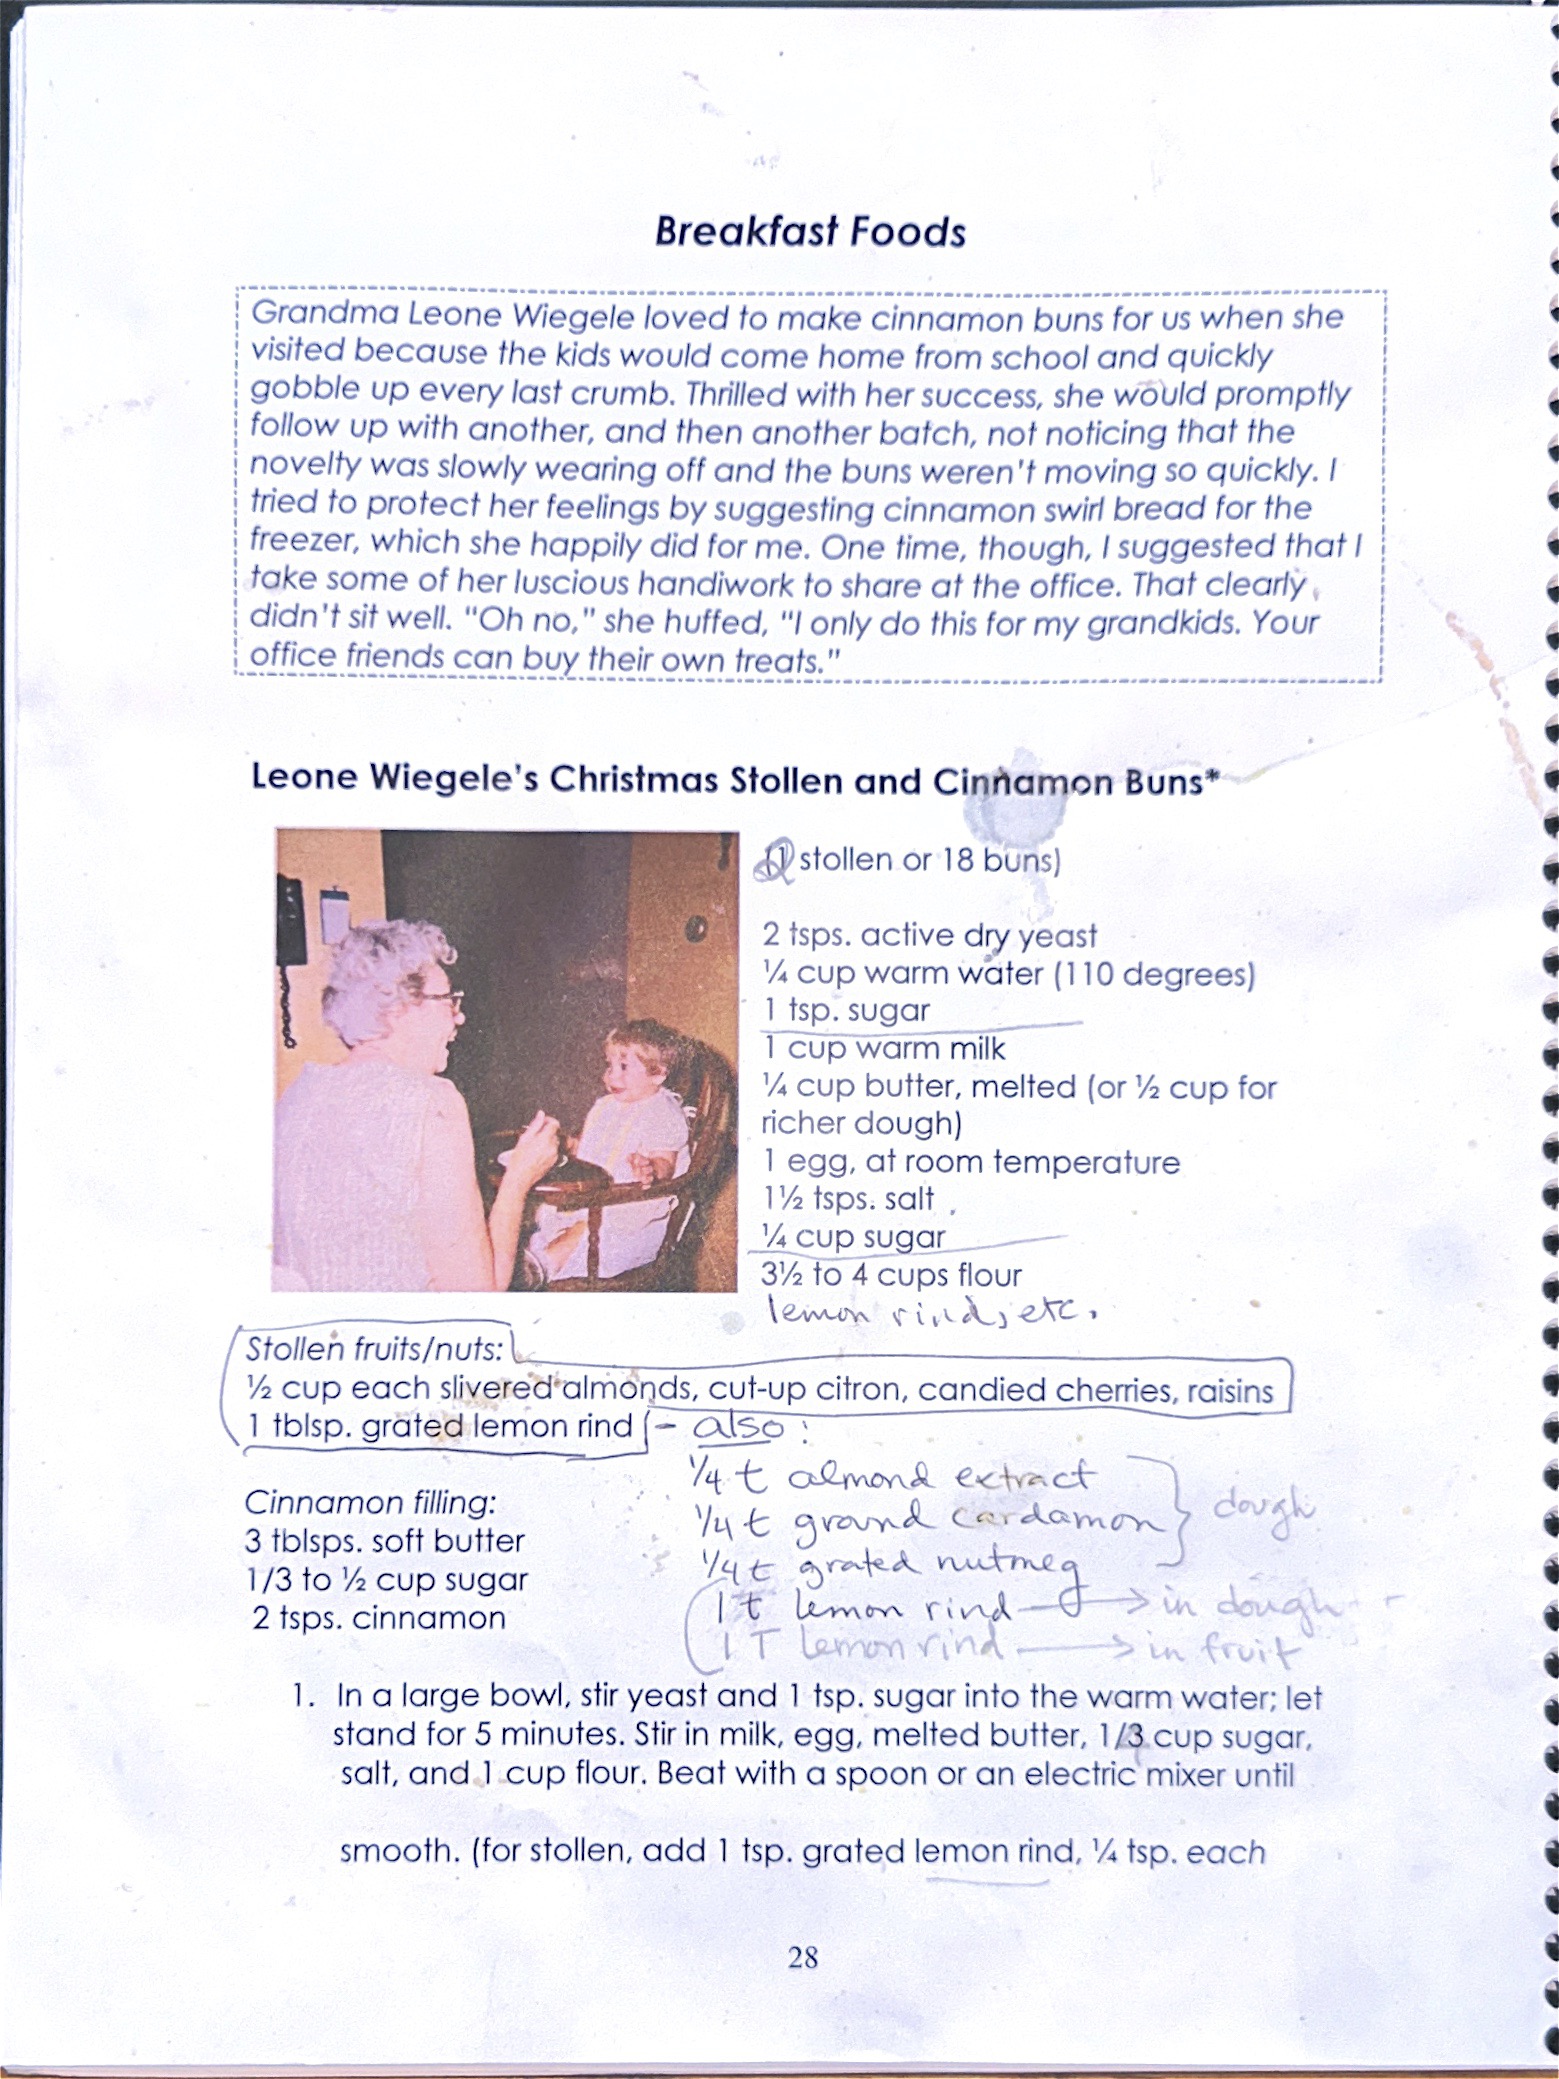 Breakfast Foods
Grandma Leone Wiegele loved to make cinnamon buns for us when she
visited because the kids would come home from school and quickly
gobble up every last crumb. Thrilled with her success, she would promptly
follow up with another, and then another batch, not noticing that the
novelty was slowly wearing off and the buns weren't moving so quickly. I
tried to protect her feelings by suggesting cinnamon swirl bread for the
freezer, which she happily did for me. One time, though, I suggested that I
take some of her luscious handiwork to share at the office. That clearly
didn't sit well. "Oh no," she huffed, "I only do this for my grandkids. Your
office friends can buy their own treats."
Leone Wiegele's Christmas Stollen and Cinnamon Buns*
2 stollen or 18 buns)
2 tsps. active dry yeast
¼ cup warm water (110 degrees)
1 tsp. sugar
1 cup warm milk
¼ cup butter, melted (or ½ cup for
richer dough)
1 egg, at room temperature
1½ tsps. salt
¼ cup sugar
3½ to 4 cups flour
lemon rind, etc.
Stollen fruits/nuts:
½ cup each slivered almonds, cut-up citron, candied cherries, raisins
1 tblsp. grated lemon rind - also:
¼ t almond extract
¼ t ground cardamon } dough
¼ t grated nutmeg
1 t lemon rind → in dough
1 T lemon rind → in fruit
Cinnamon filling:
3 tblsps. soft butter
1/3 to ½ cup sugar
2 tsps. cinnamon
1. In a large bowl, stir yeast and 1 tsp. sugar into the warm water; let
stand for 5 minutes. Stir in milk, egg, melted butter, 1/3 cup sugar,
salt, and 1 cup flour. Beat with a spoon or an electric mixer until
smooth. (for stollen, add 1 tsp. grated lemon rind, ¼ tsp. each
28